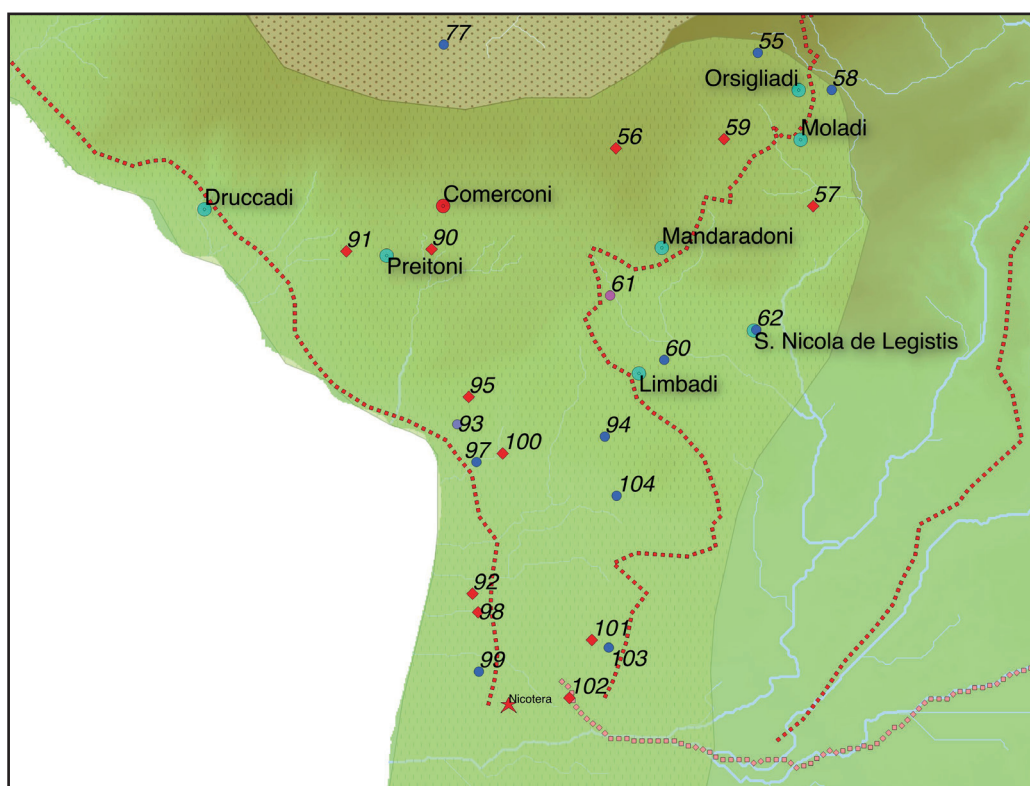 77
55
Orsigliadi
58
56
59
Moladi
Druccadi
Comerconi
57
91
90
Mandaradoni
Preitoni
61
62
S. Nicola de Legistis
60
Limbadi
95
93
94
100
97
104
92
98
101
103
99
102
Nicotera